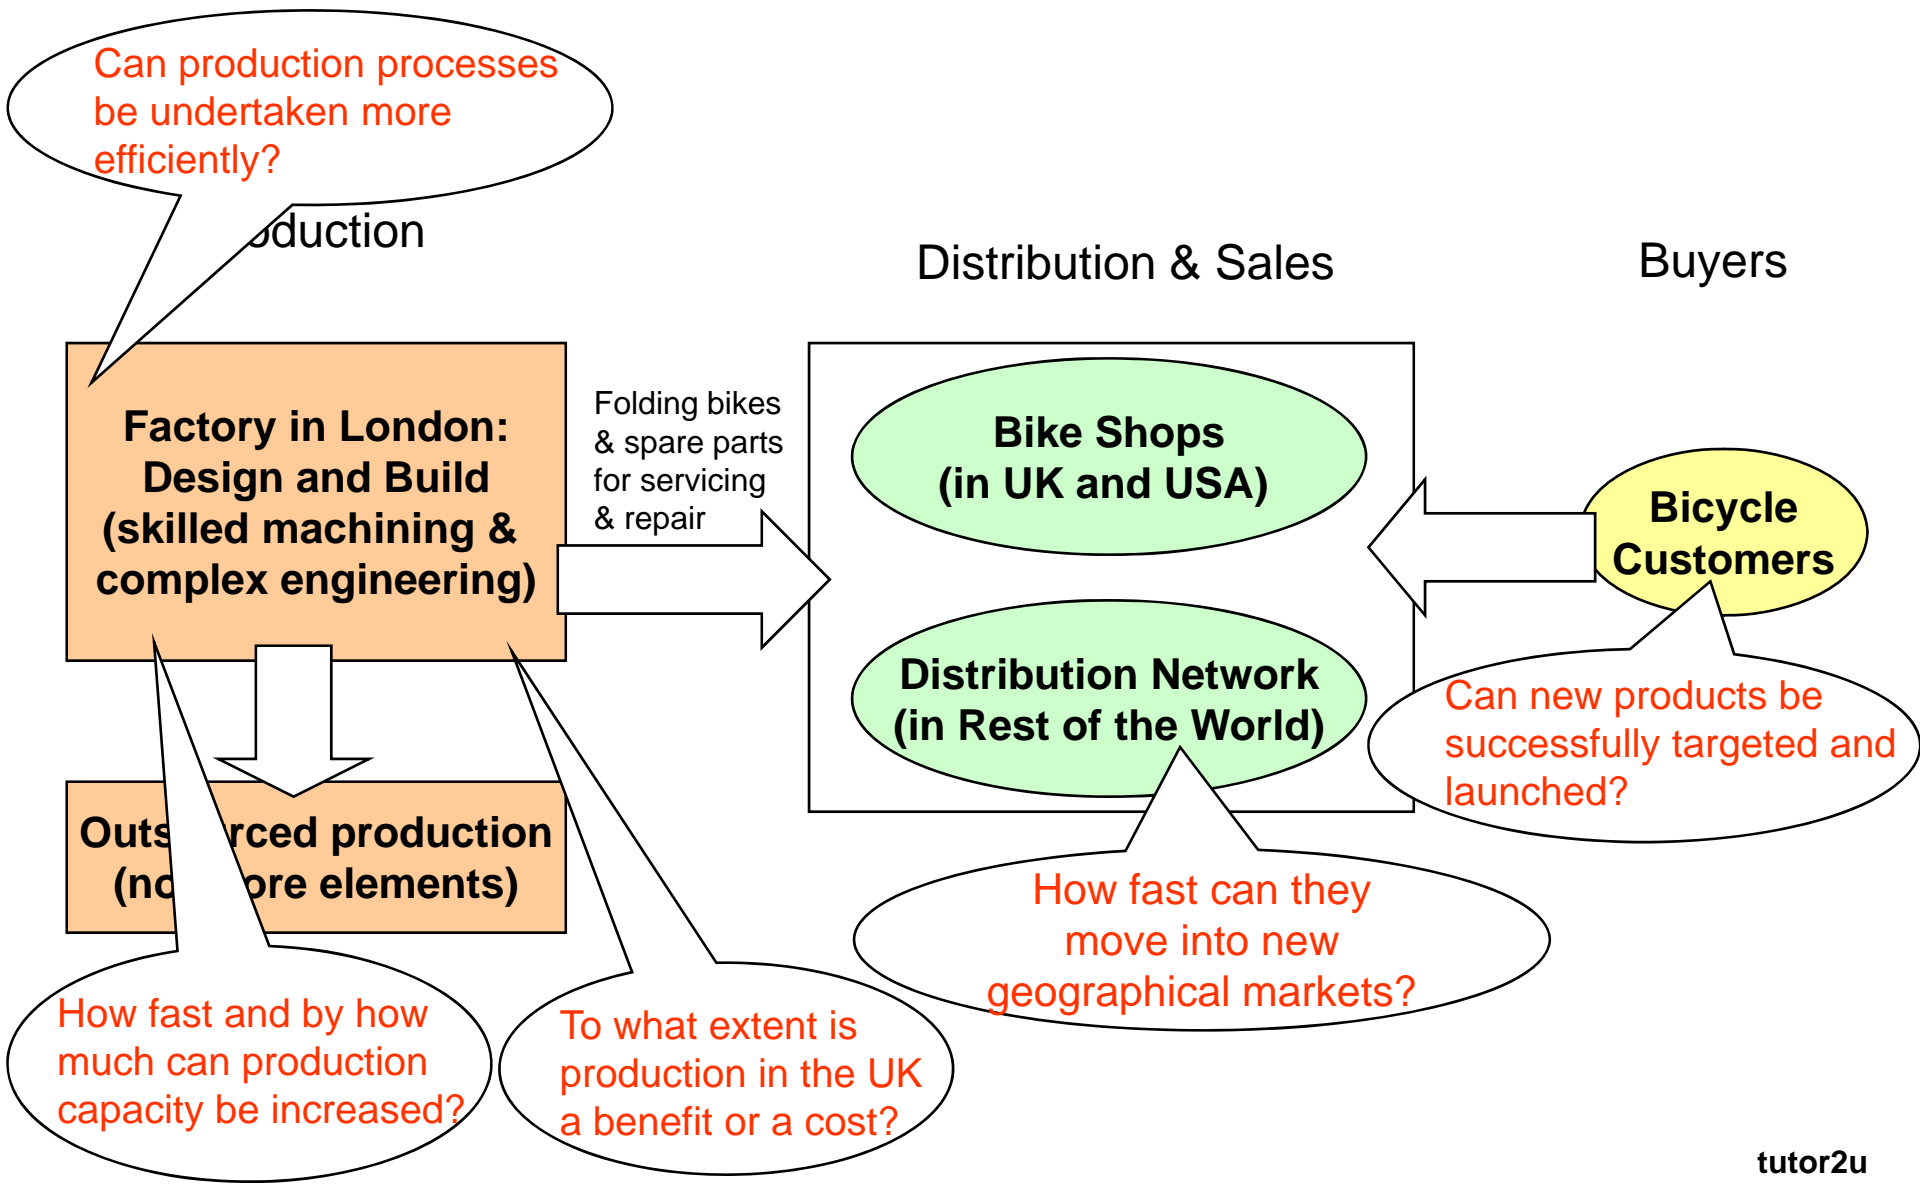 Can production processes
be undertaken more
efficiently?
oduction
Distribution & Sales
Buyers
Factory in London:
Design and Build
(skilled machining &
complex engineering)
Folding bikes
& spare parts
for servicing
& repair
Bike Shops
(in UK and USA)
Bicycle
Customers
Distribution Network
(in Rest of the World)
Can new products be
successfully targeted and
launched?
Outs rced production
(no ore elements)
How fast can they
move into new
geographical markets?
How fast and by how
much can production
capacity be increased?
To what extent is
production in the UK
a benefit or a cost?
tutor2u